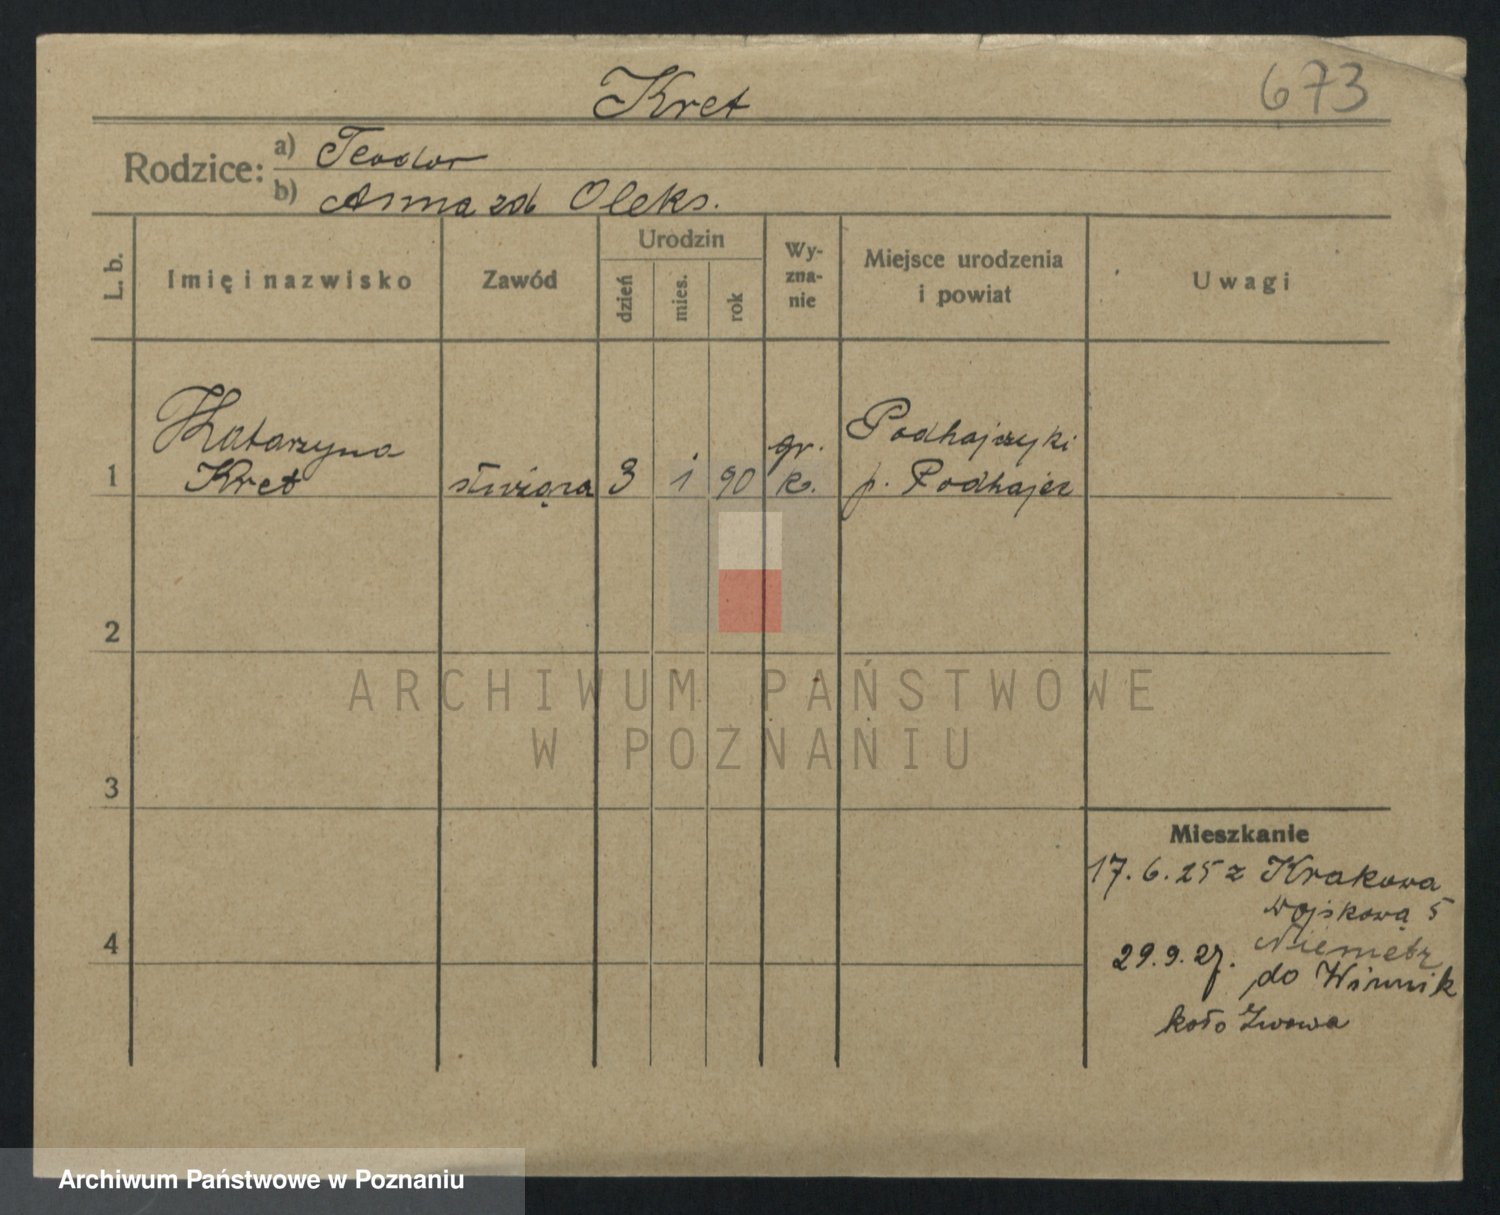 Kret
673
Rodzice:
a) Teodor
b) Anna zd Oleks.
L. b.
Imię i nazwisko
Zawód
Urodzin
dzień
mies.
rok
Wy-
zna-
nie
Miejsce urodzenia
i powiat
Uwagi
1
Katarzyna
Kret
służąca
3
1
90
gr.
k.
Podhajczyki
p. Podhajce
2
3
4
Mieszkanie
17.6.25 z Krakowa
Wojskowa 5
29.9.27.
do Winnik
koło Lwowa
ARCHIWUM PAŃSTWOWE
W POZNANIU
Archiwum Państwowe w Poznaniu